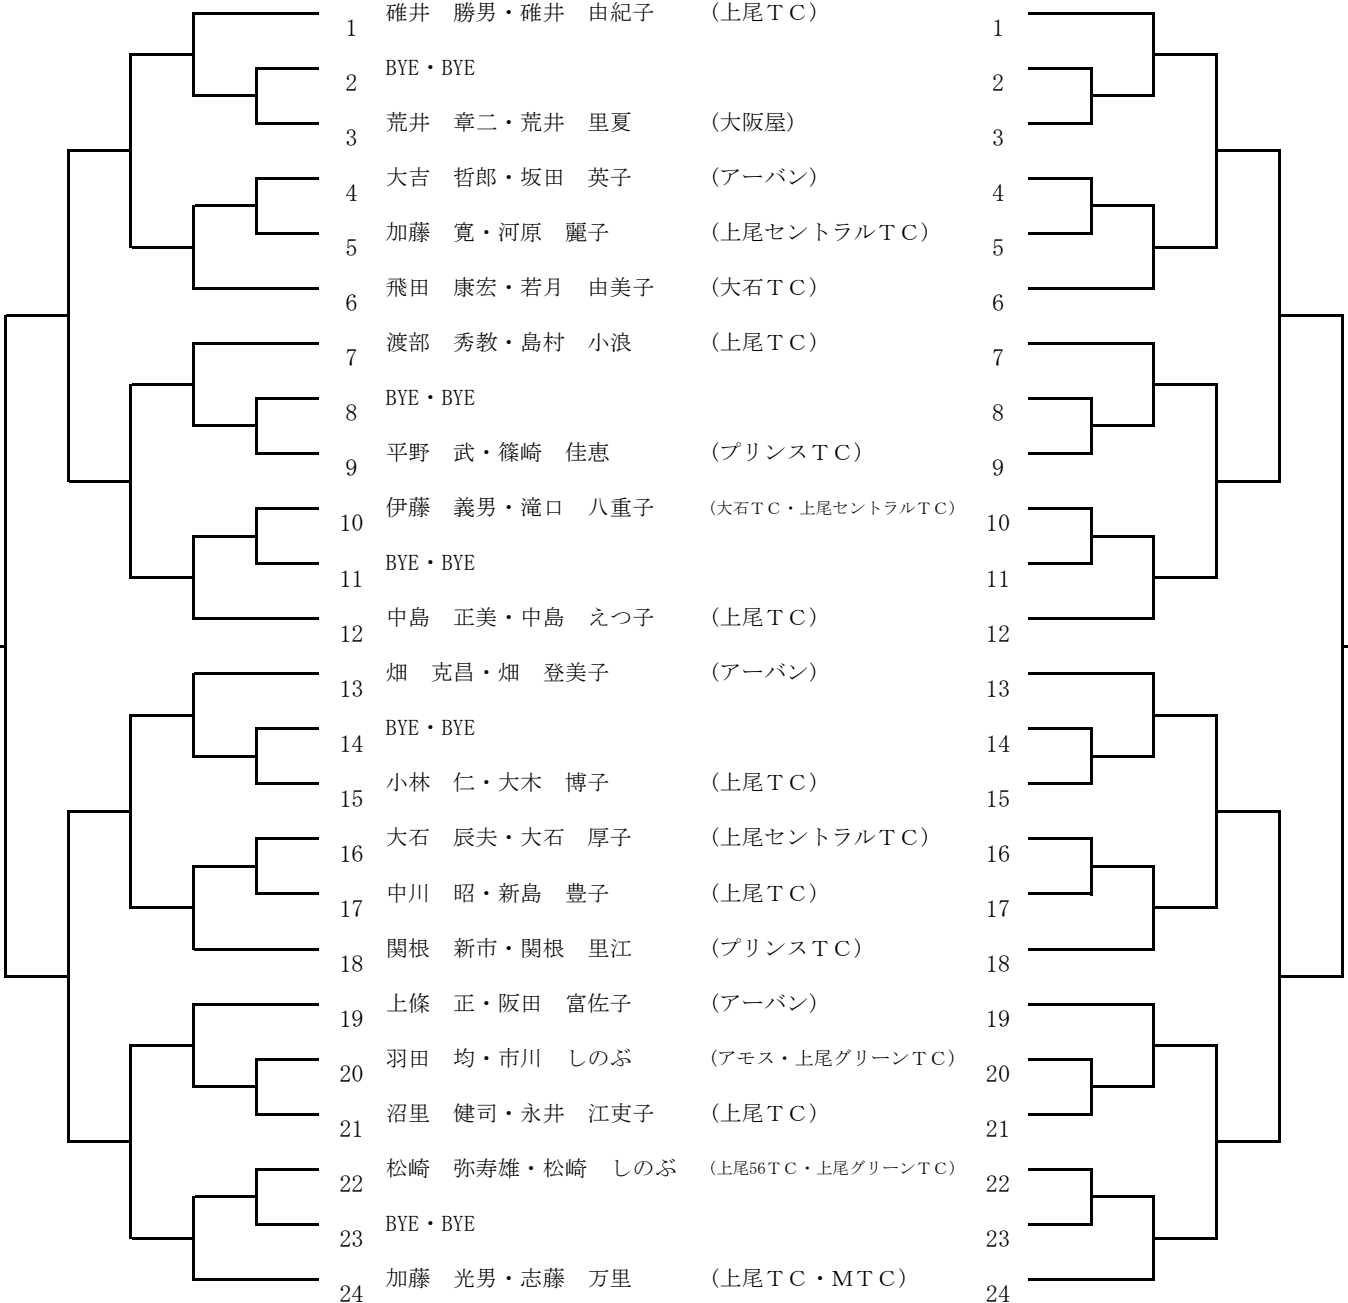 1 碓井　勝男・碓井　由紀子 (上尾ＴＣ) 1
2 BYE・BYE 2
3 荒井　章二・荒井　里夏 (大阪屋) 3
4 大吉　哲郎・坂田　英子 (アーバン) 4
5 加藤　寛・河原　麗子 (上尾セントラルＴＣ) 5
6 飛田　康宏・若月　由美子 (大石ＴＣ) 6
7 渡部　秀教・島村　小浪 (上尾ＴＣ) 7
8 BYE・BYE 8
9 平野　武・篠崎　佳恵 (プリンスＴＣ) 9
10 伊藤　義男・滝口　八重子 (大石ＴＣ・上尾セントラルＴＣ) 10
11 BYE・BYE 11
12 中島　正美・中島　えつ子 (上尾ＴＣ) 12
13 畑　克昌・畑　登美子 (アーバン) 13
14 BYE・BYE 14
15 小林　仁・大木　博子 (上尾ＴＣ) 15
16 大石　辰夫・大石　厚子 (上尾セントラルＴＣ) 16
17 中川　昭・新島　豊子 (上尾ＴＣ) 17
18 関根　新市・関根　里江 (プリンスＴＣ) 18
19 上條　正・阪田　富佐子 (アーバン) 19
20 羽田　均・市川　しのぶ (アモス・上尾グリーンＴＣ) 20
21 沼里　健司・永井　江吏子 (上尾ＴＣ) 21
22 松崎　弥寿雄・松崎　しのぶ (上尾56ＴＣ・上尾グリーンＴＣ) 22
23 BYE・BYE 23
24 加藤　光男・志藤　万里 (上尾ＴＣ・ＭＴＣ) 24